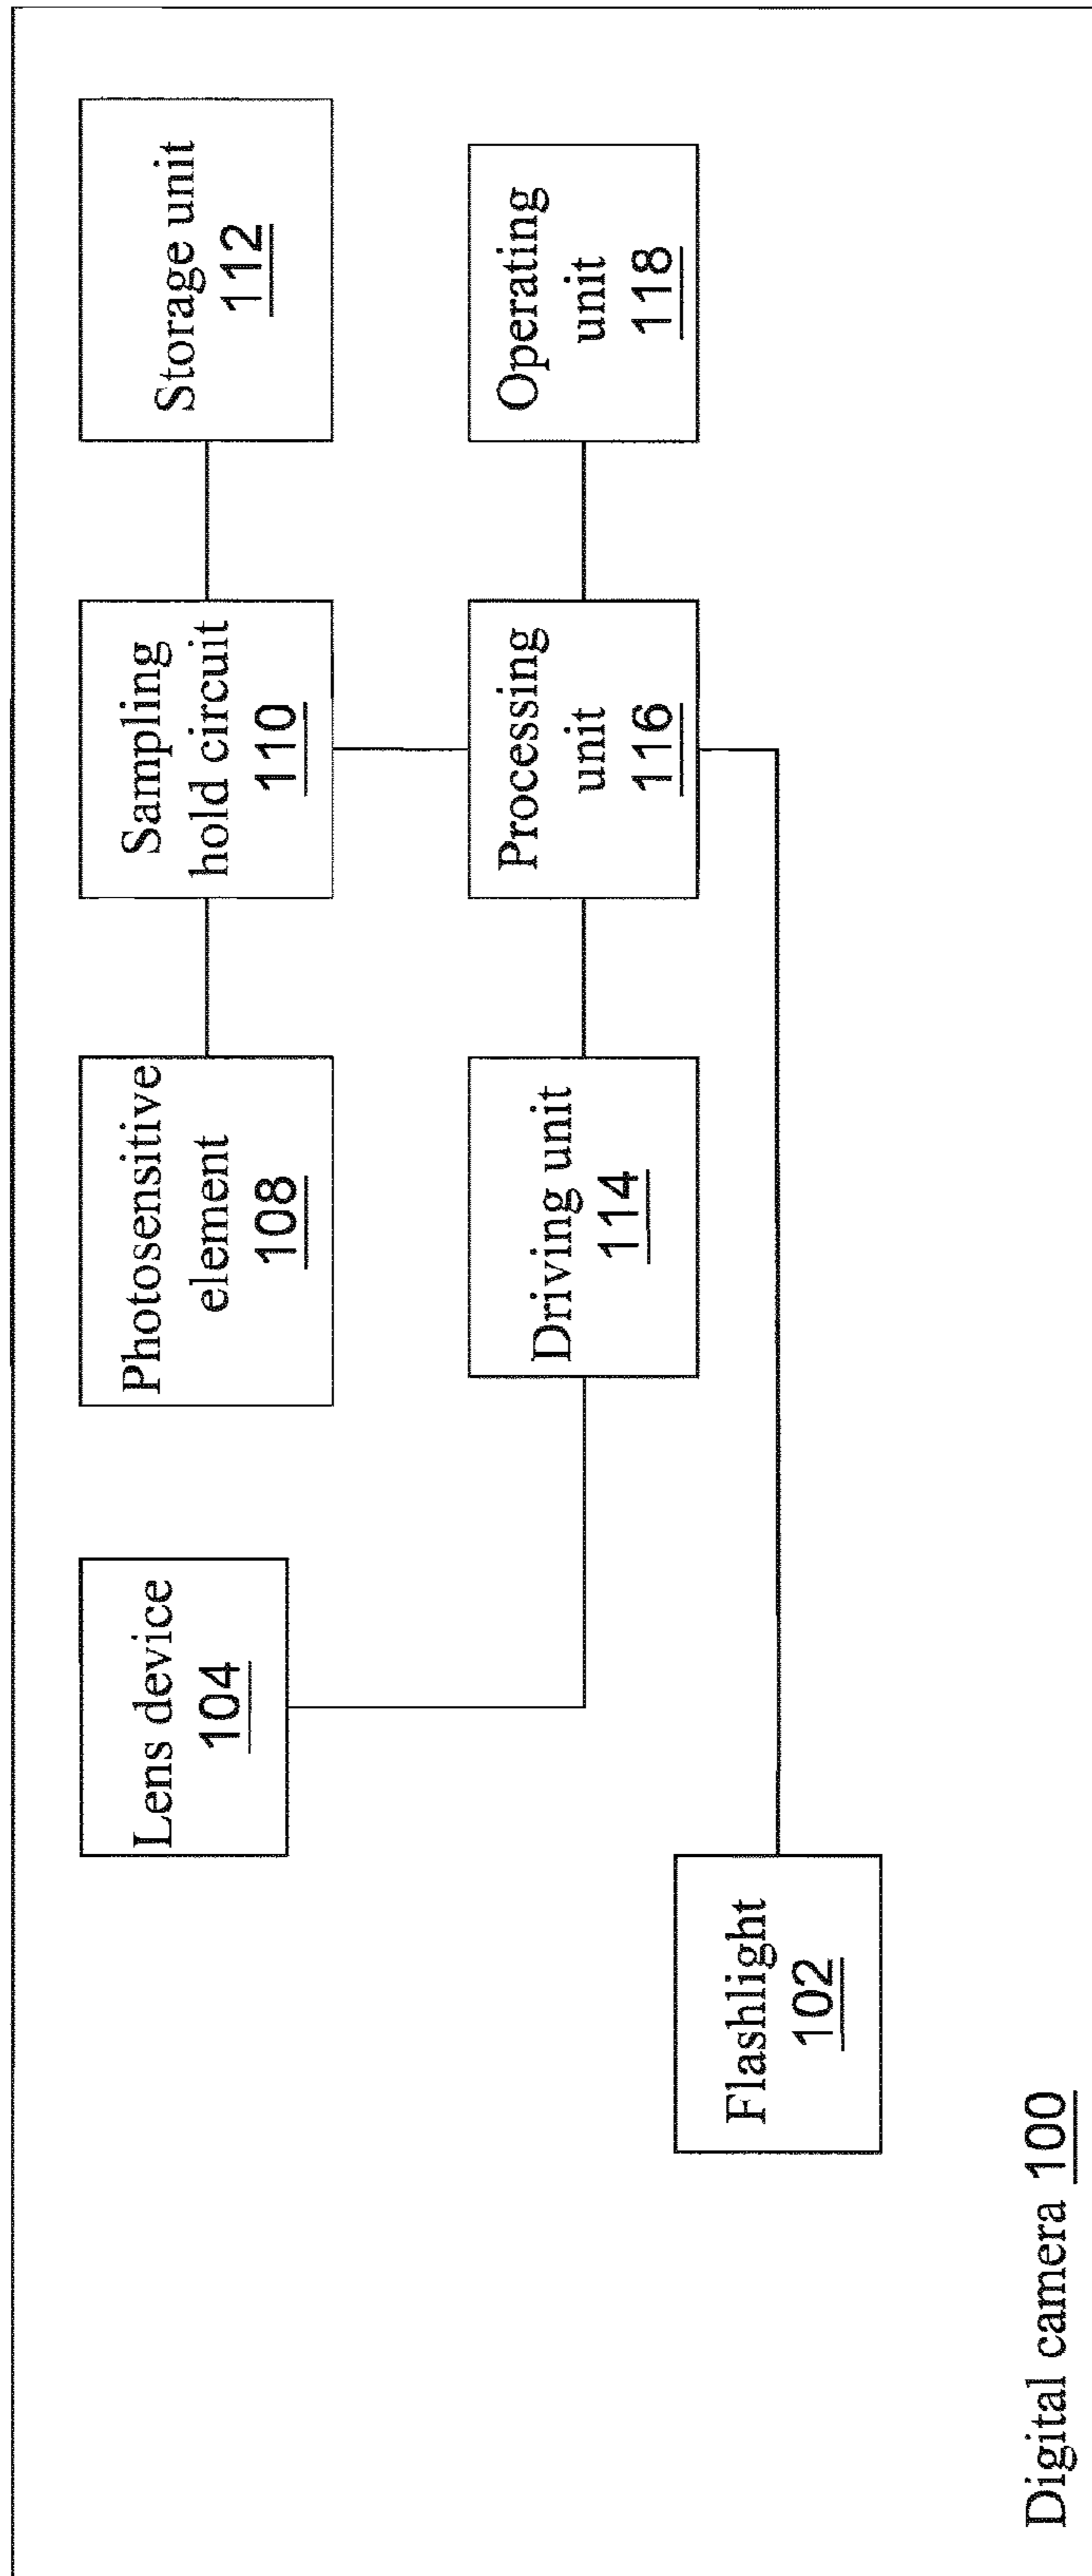 Lens device
104
Photosensitive
element
108
Sampling
hold circuit
110
Storage unit
112
Driving unit
114
Processing
unit
116
Operating
unit
118
Flashlight
102
Digital camera 100